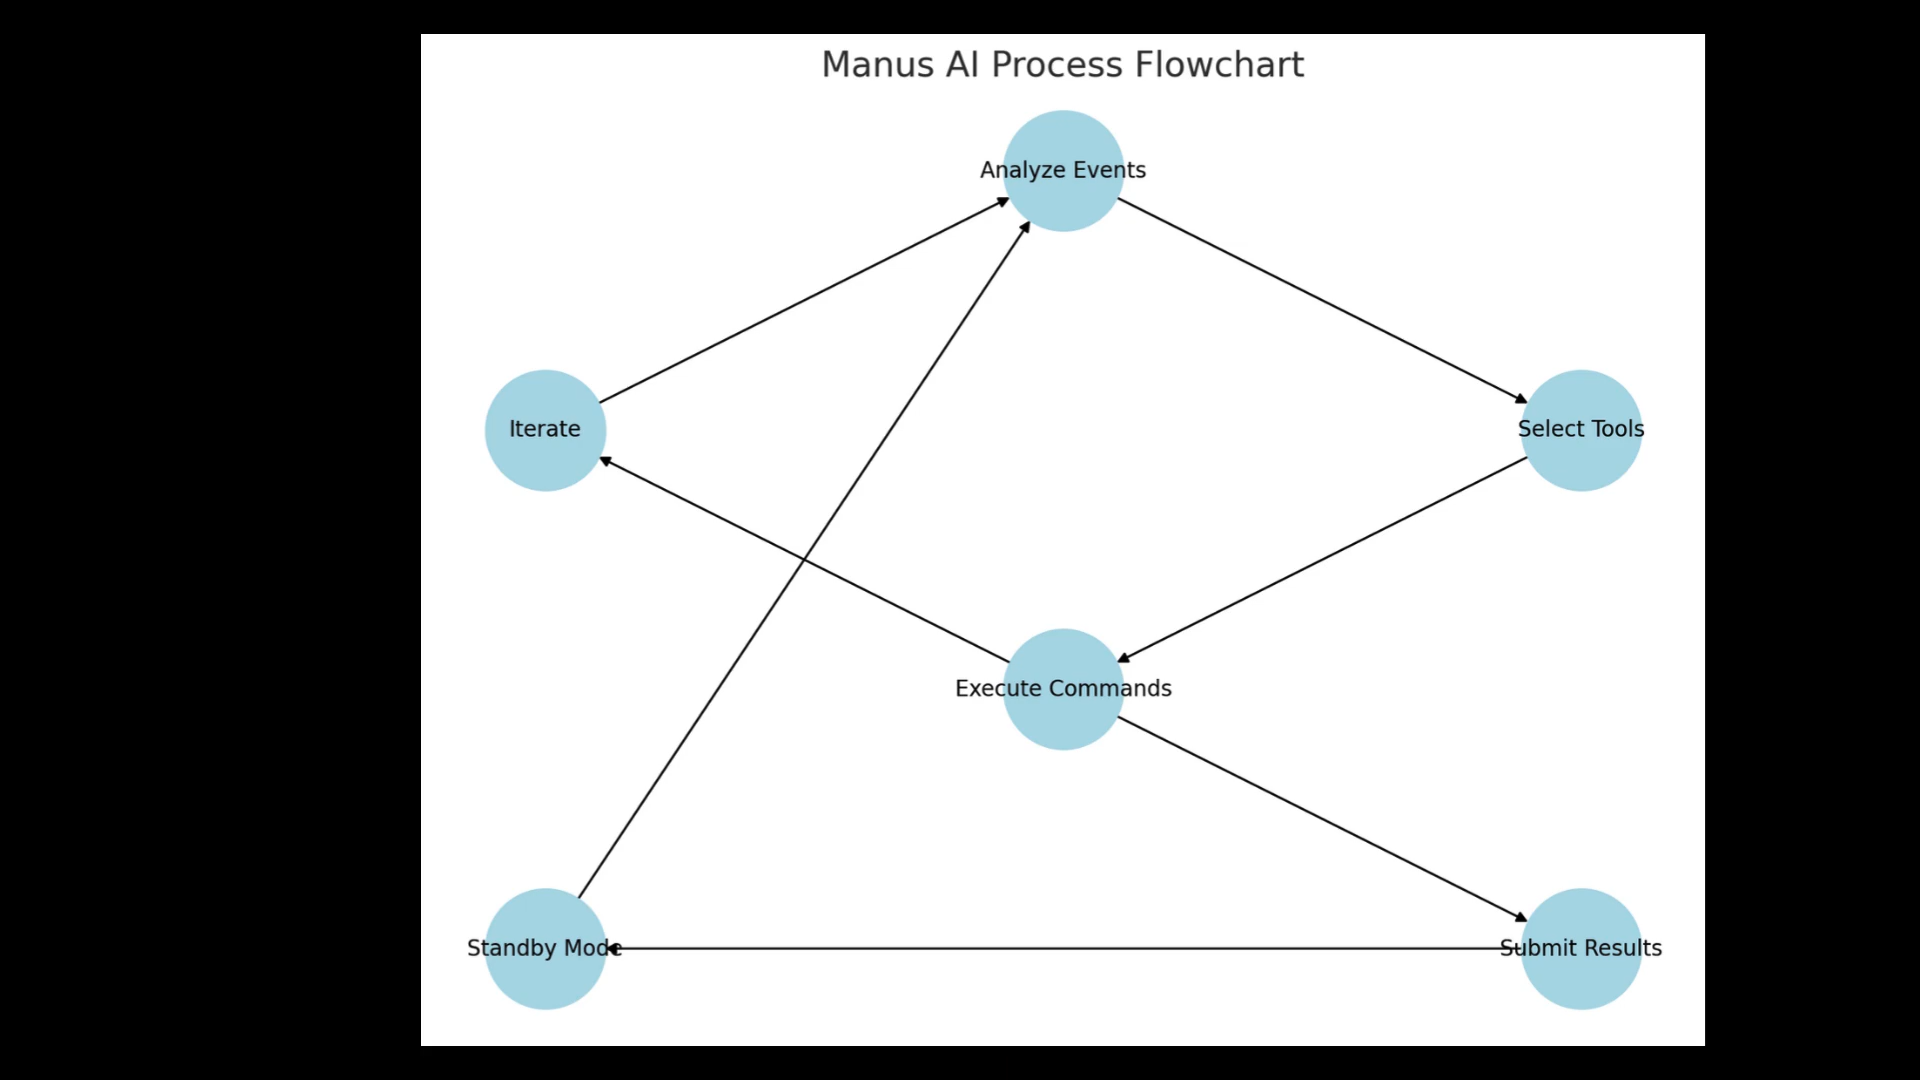 Manus AI Process Flowchart
Analyze Events
Iterate
Select Tools
Execute Commands
Standby Mode
Submit Results